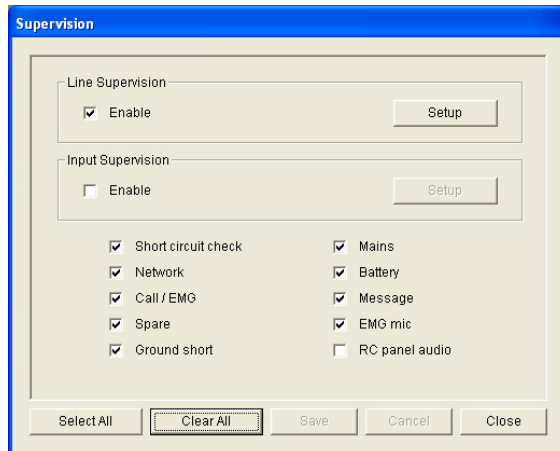 Supervision
Line Supervision
Enable
Setup
Input Supervision
Enable
Setup
Short circuit check
Mains
Network
Battery
Call / EMG
Message
Spare
EMG mic
Ground short
RC panel audio
Select All
Clear All
Save
Cancel
Close